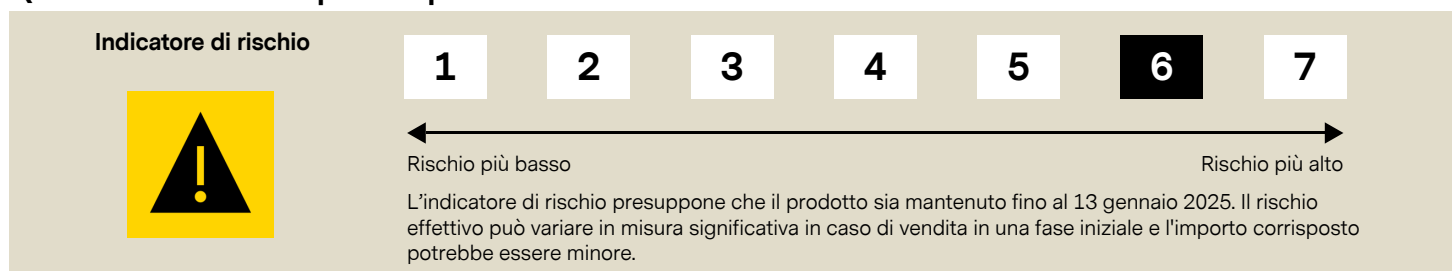 Indicatore di rischio
1 2 3 4 5 6 7
Rischio più basso Rischio più alto
L'indicatore di rischio presuppone che il prodotto sia mantenuto fino al 13 gennaio 2025. Il rischio
effettivo può variare in misura significativa in caso di vendita in una fase iniziale e l'importo corrisposto
potrebbe essere minore.